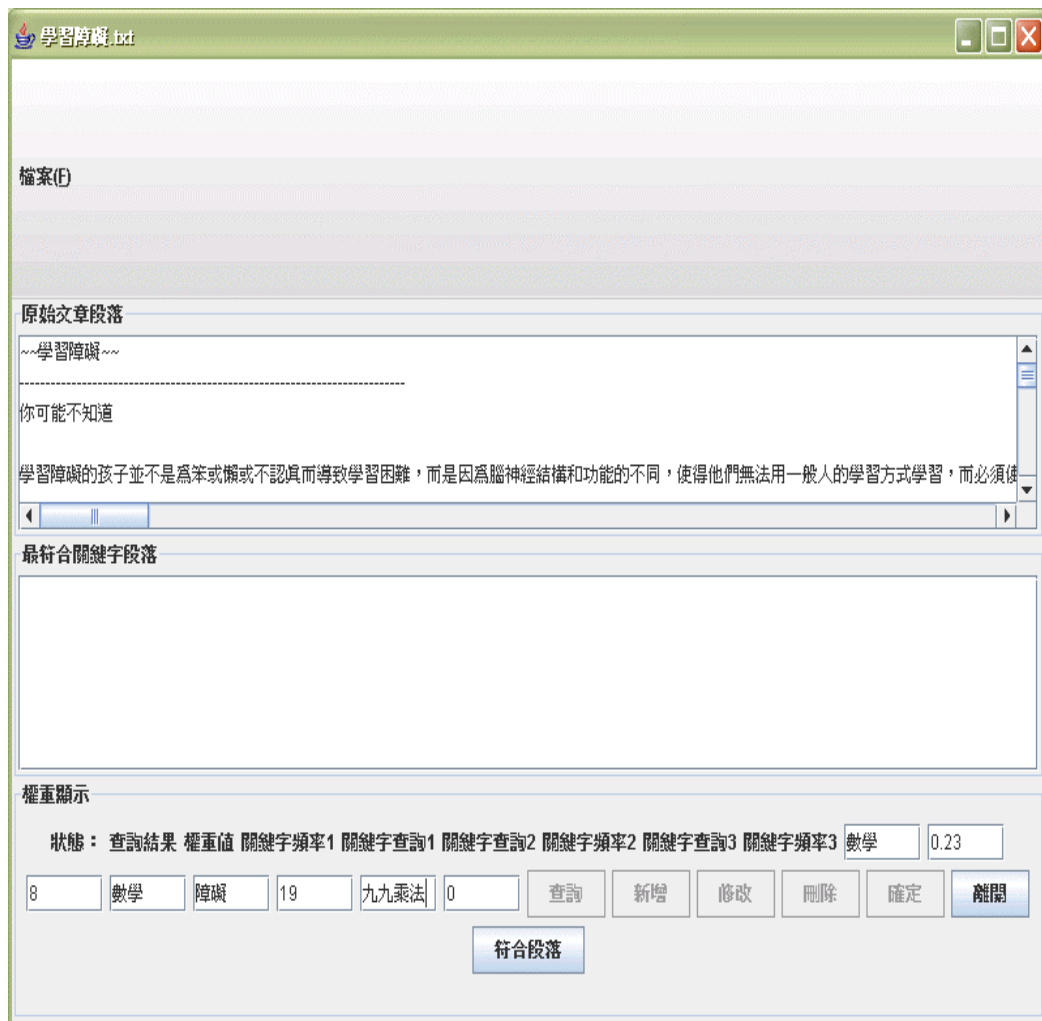 學習障礙.txt
檔案(F)
原始文章段落
~~學習障礙~~
--------------------------------------------------------------------------
你可能不知道
學習障礙的孩子並不是爲笨或懶或不認真而導致學習困難，而是因爲腦神經結構和功能的不同，使得他們無法用一般人的學習方式學習，而必須使
最符合關鍵字段落
權重顯示
狀態： 查詢結果 權重值 關鍵字頻率1 關鍵字查詢1 關鍵字查詢2 關鍵字頻率2 關鍵字查詢3 關鍵字頻率3 數學 0.23
8 數學 障礙 19 九九乘法 0 查詢 新增 修改 刪除 確定 離開
符合段落